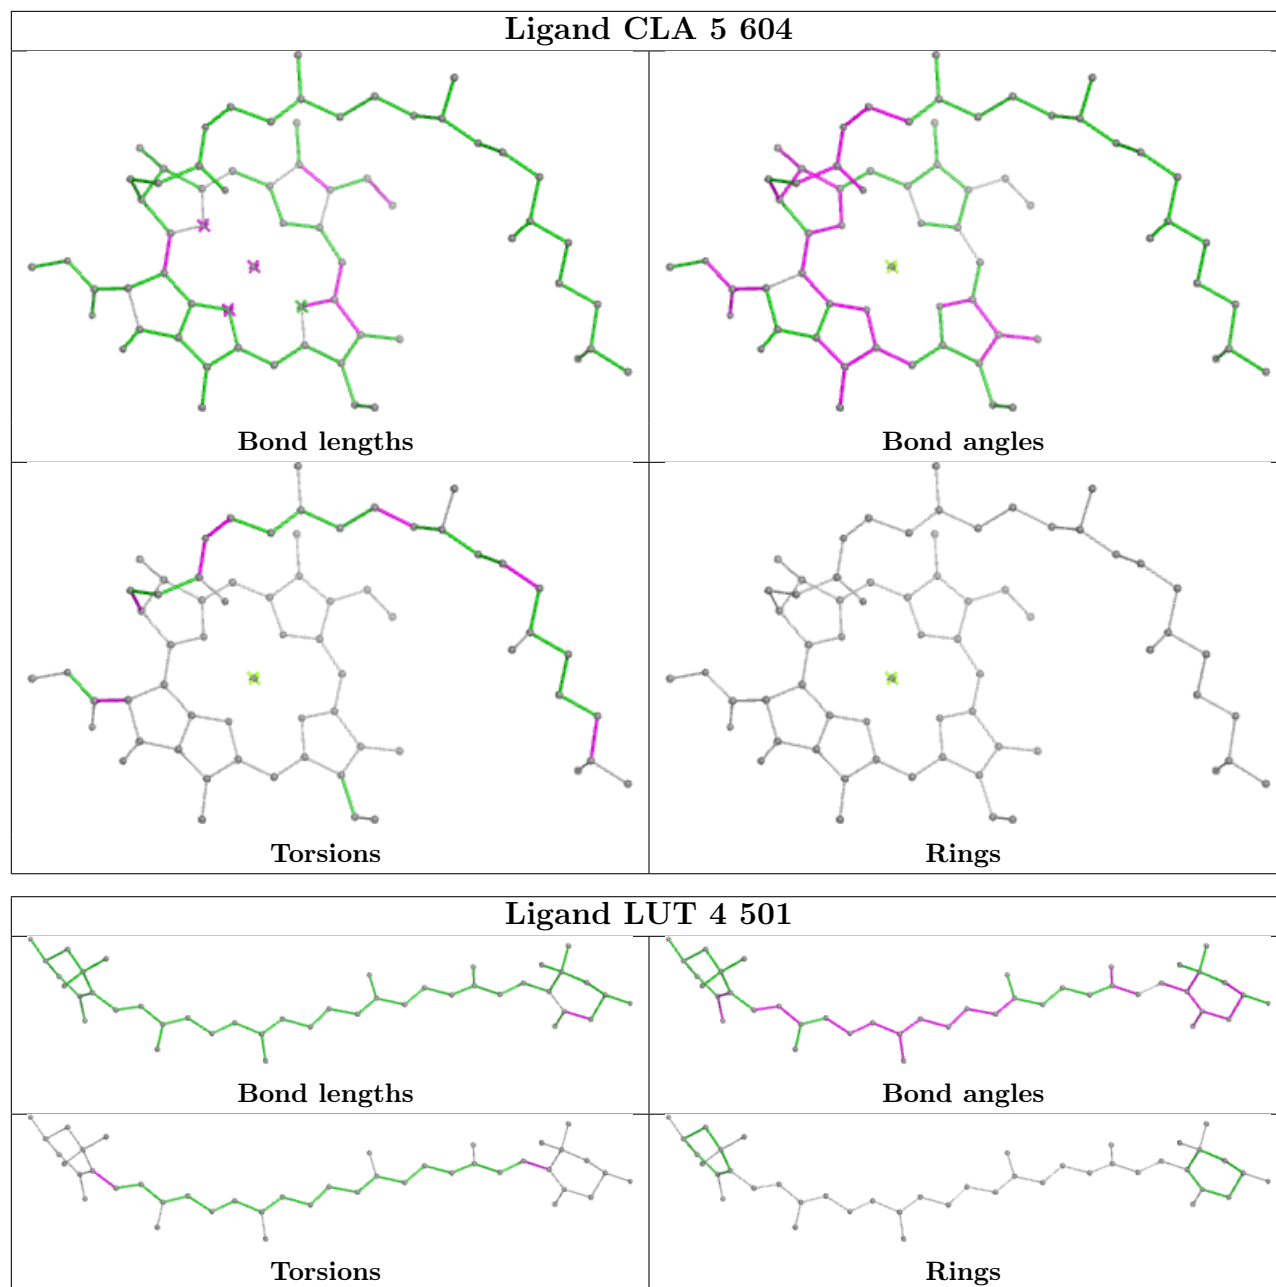 Ligand CLA 5 604
Bond lengths
Bond angles
Torsions
Rings
Ligand LUT 4 501
Bond lengths
Bond angles
Torsions
Rings